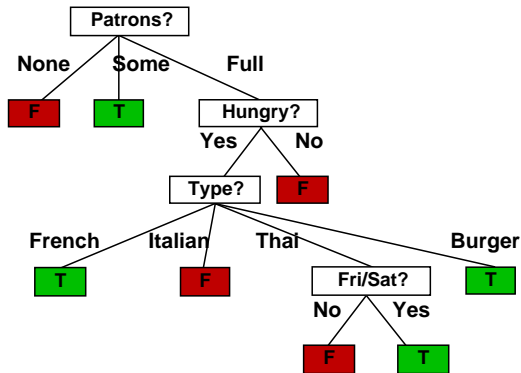 Patrons?
None Some Full
F T Hungry?
Yes No
Type? F
French Italian Thai Burger
T F Fri/Sat? T
No Yes
F T